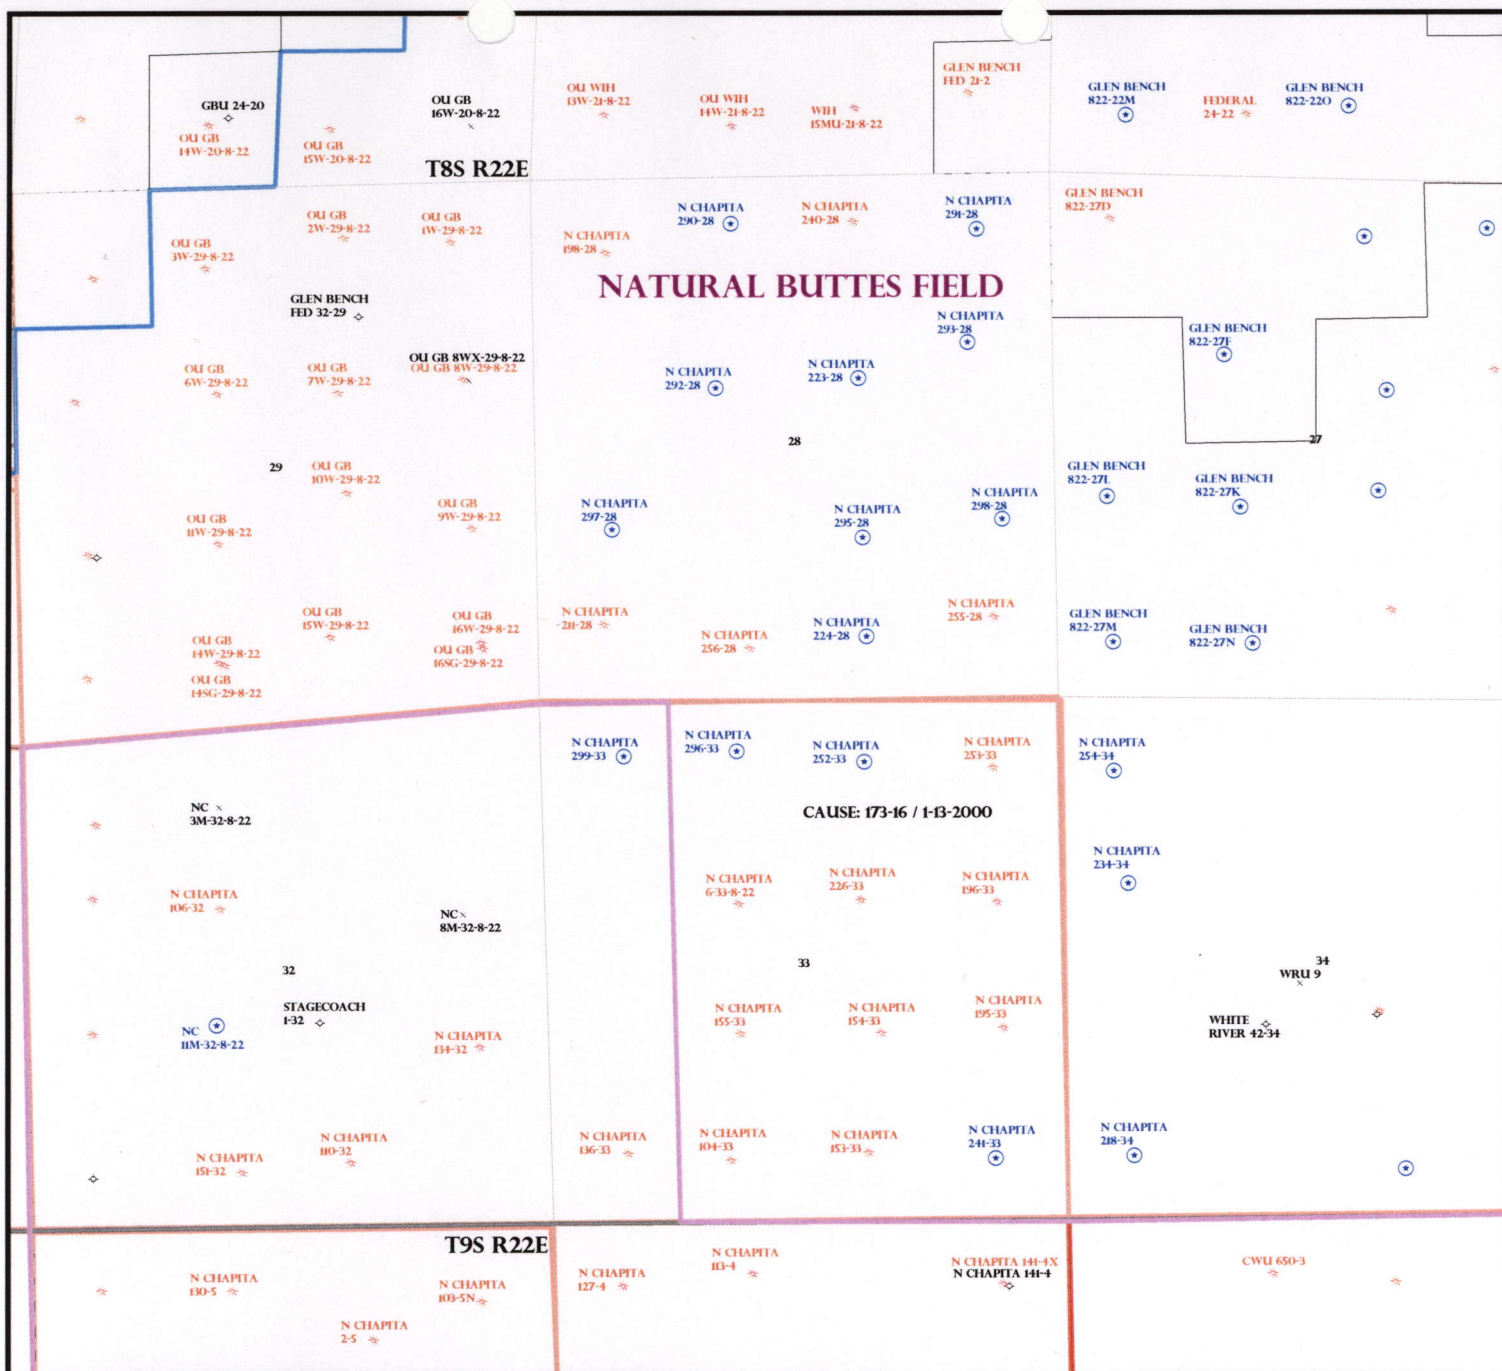 GLEN BENCH
FED 21-2
GBU 24-20
OU GB
14W-20-8-22
OU GB
15W-20-8-22
OU GB
16W-20-8-22
T8S R22E
OU WIH
13W-21-8-22
OU WIH
14W-21-8-22
WIH
15MU-21-8-22
GLEN BENCH
822-22M
FEDERAL
24-22
GLEN BENCH
822-22O
OU GB
3W-29-8-22
OU GB
2W-29-8-22
OU GB
1W-29-8-22
N CHAPITA
198-28
N CHAPITA
290-28
N CHAPITA
240-28
N CHAPITA
291-28
GLEN BENCH
822-27D
NATURAL BUTTES FIELD
GLEN BENCH
FED 32-29
N CHAPITA
293-28
GLEN BENCH
822-27F
OU GB
6W-29-8-22
OU GB
7W-29-8-22
OU GB 8WX-29-8-22
OU GB 8W-29-8-22
N CHAPITA
292-28
N CHAPITA
223-28
28
27
29
OU GB
10W-29-8-22
OU GB
11W-29-8-22
OU GB
9W-29-8-22
N CHAPITA
297-28
N CHAPITA
295-28
N CHAPITA
298-28
GLEN BENCH
822-27L
GLEN BENCH
822-27K
OU GB
14W-29-8-22
OU GB
14SG-29-8-22
OU GB
15W-29-8-22
OU GB
16W-29-8-22
OU GB
16SG-29-8-22
N CHAPITA
-211-28
N CHAPITA
256-28
N CHAPITA
224-28
N CHAPITA
255-28
GLEN BENCH
822-27M
GLEN BENCH
822-27N
N CHAPITA
299-33
N CHAPITA
296-33
N CHAPITA
252-33
N CHAPITA
253-33
N CHAPITA
254-34
NC
3M-32-8-22
CAUSE: 173-16 / 1-13-2000
N CHAPITA
106-32
NC
8M-32-8-22
N CHAPITA
6-33-8-22
N CHAPITA
226-33
N CHAPITA
196-33
N CHAPITA
234-34
32
33
34
WRU 9
NC
11M-32-8-22
STAGECOACH
1-32
N CHAPITA
134-32
N CHAPITA
155-33
N CHAPITA
154-33
N CHAPITA
195-33
WHITE
RIVER 42-34
N CHAPITA
151-32
N CHAPITA
110-32
N CHAPITA
136-33
N CHAPITA
104-33
N CHAPITA
153-33
N CHAPITA
241-33
N CHAPITA
218-34
T9S R22E
N CHAPITA
130-5
N CHAPITA
2-5
N CHAPITA
103-5N
N CHAPITA
127-4
N CHAPITA
113-4
N CHAPITA 141-4X
N CHAPITA 141-4
CWU 650-3